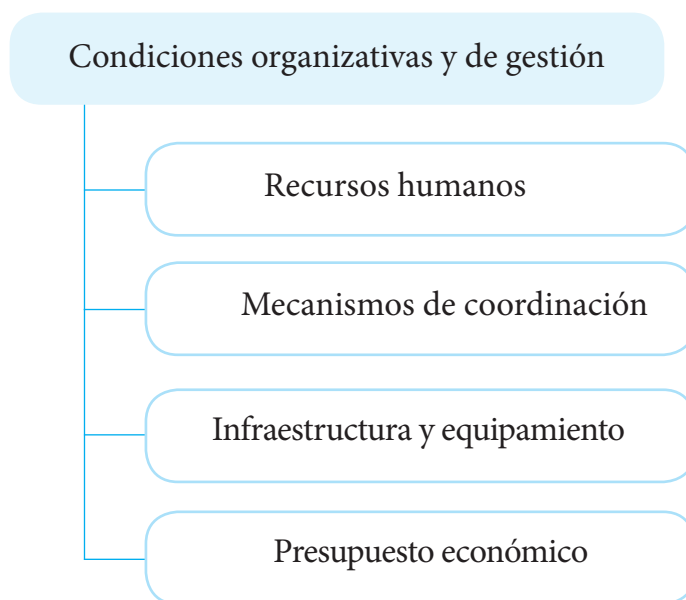 Condiciones organizativas y de gestión
Recursos humanos
Mecanismos de coordinación
Infraestructura y equipamiento
Presupuesto económico